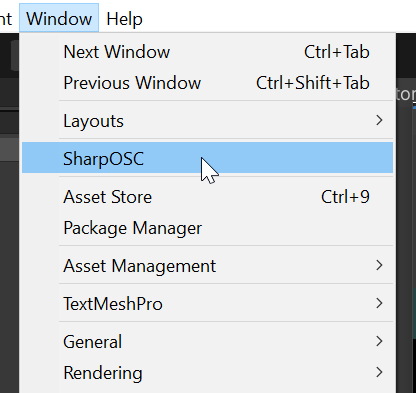 Window Help
Next Window Ctrl+Tab
Previous Window Ctrl+Shift+Tab
Layouts
SharpOSC
Asset Store Ctrl+9
Package Manager
Asset Management
TextMeshPro
General
Rendering